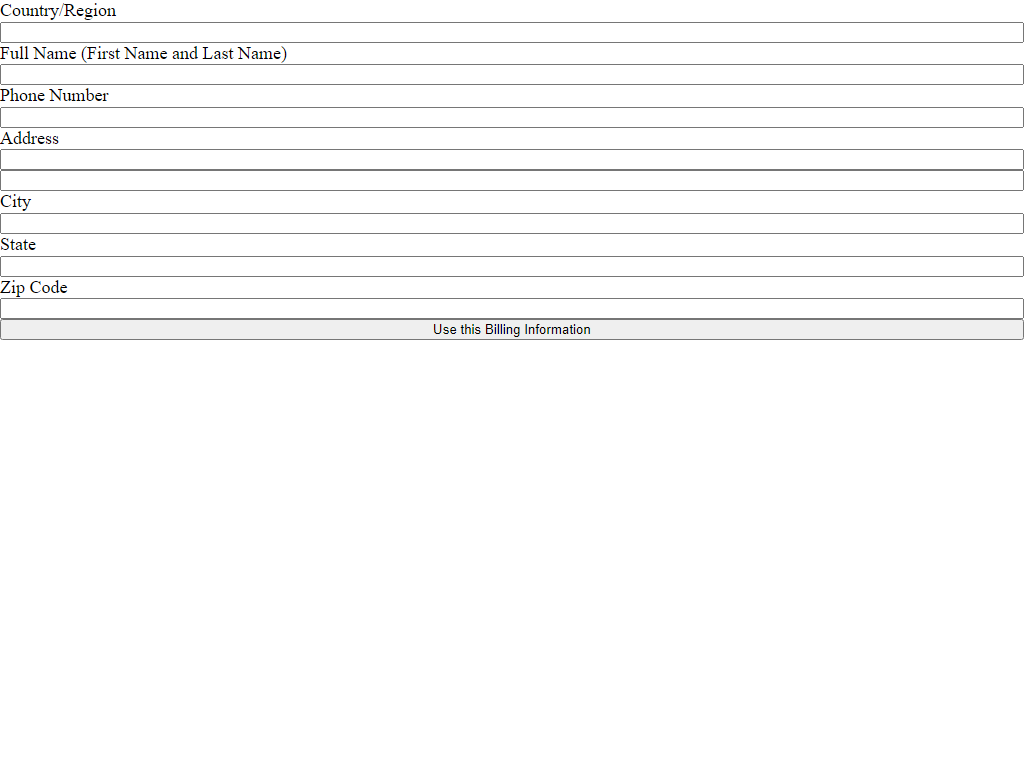 Country/Region
Full Name (First Name and Last Name)
Phone Number
Address
City
State
Zip Code
Use this Billing Information